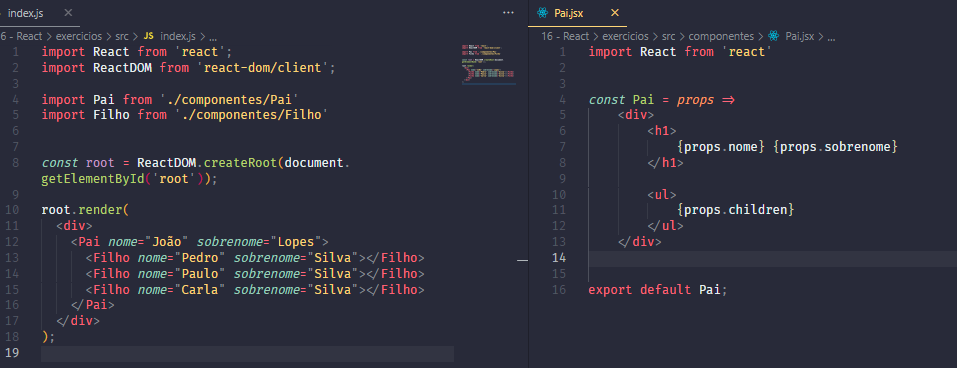 index.js
16 - React > exercicios > src > JS index.js > ...
1 import React from 'react';
2 import ReactDOM from 'react-dom/client';
3
4 import Pai from './componentes/Pai'
5 import Filho from './componentes/Filho'
6
7
8 const root = ReactDOM.createRoot(document.
getElementById('root'));
9
10 root.render(
11 <div>
12 <Pai nome="João" sobrenome="Lopes">
13 <Filho nome="Pedro" sobrenome="Silva"></Filho>
14 <Filho nome="Paulo" sobrenome="Silva"></Filho>
15 <Filho nome="Carla" sobrenome="Silva"></Filho>
16 </Pai>
17 </div>
18 );
19
Pai.jsx
16 - React > exercicios > src > componentes > Pai.jsx > ...
1 import React from 'react'
2
3
4 const Pai = props =>
5 <div>
6 <h1>
7 {props.nome} {props.sobrenome}
8 </h1>
9
10 <ul>
11 {props.children}
12 </ul>
13 </div>
14
15
16 export default Pai;